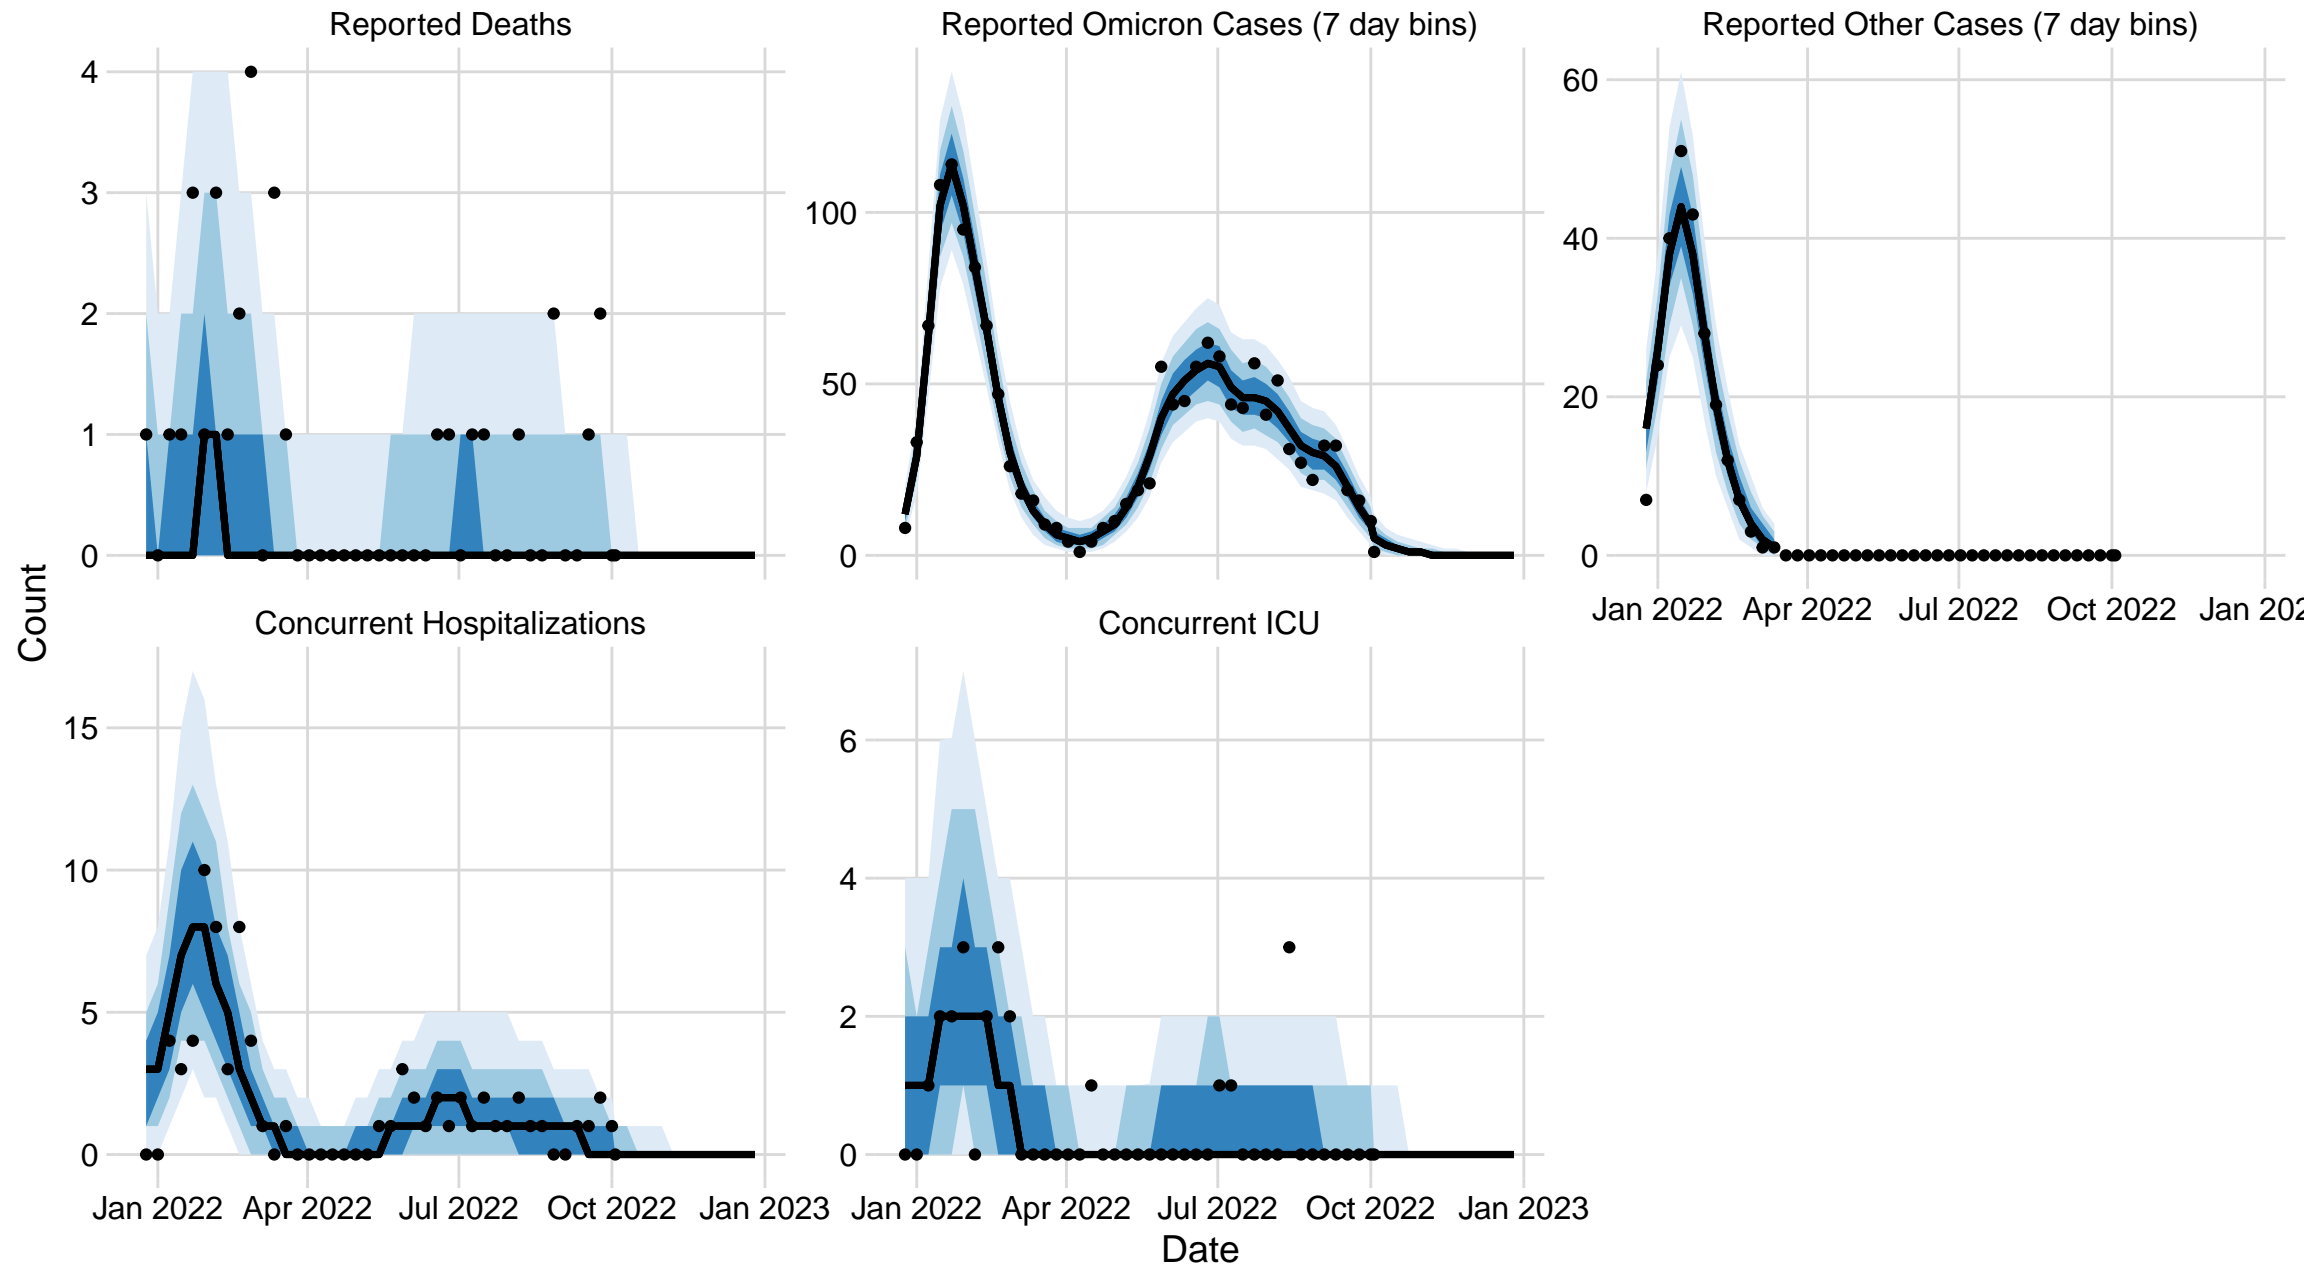 Reported Deaths
Reported Omicron Cases (7 day bins)
Reported Other Cases (7 day bins)
4
3
2
1
0
100
50
0
60
40
20
0
Jan 2022 Apr 2022 Jul 2022 Oct 2022 Jan 202
Count
Concurrent Hospitalizations
Concurrent ICU
15
10
5
0
6
4
2
0
Jan 2022 Apr 2022 Jul 2022 Oct 2022 Jan 2023
Jan 2022 Apr 2022 Jul 2022 Oct 2022 Jan 2023
Date